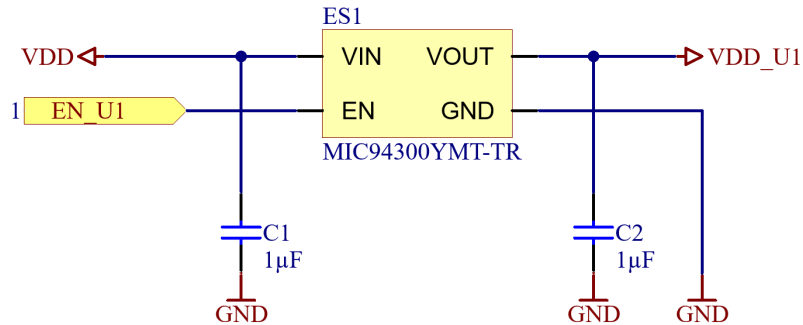 ES1
VDD
VIN
VOUT
VDD_U1
1
EN_U1
EN
GND
MIC94300YMT-TR
C1
1µF
C2
1µF
GND
GND
GND